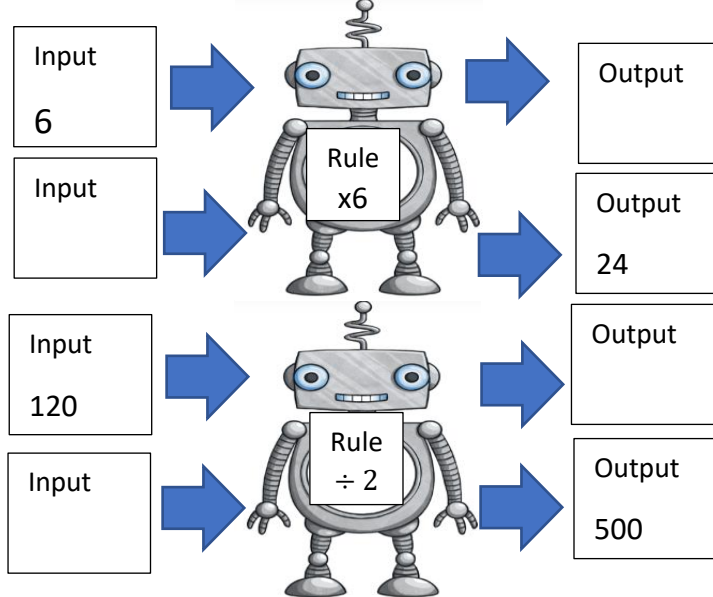 Input
6
Rule
x6
Output
Input
Output
24
Input
120
Rule
÷ 2
Output
Input
Output
500